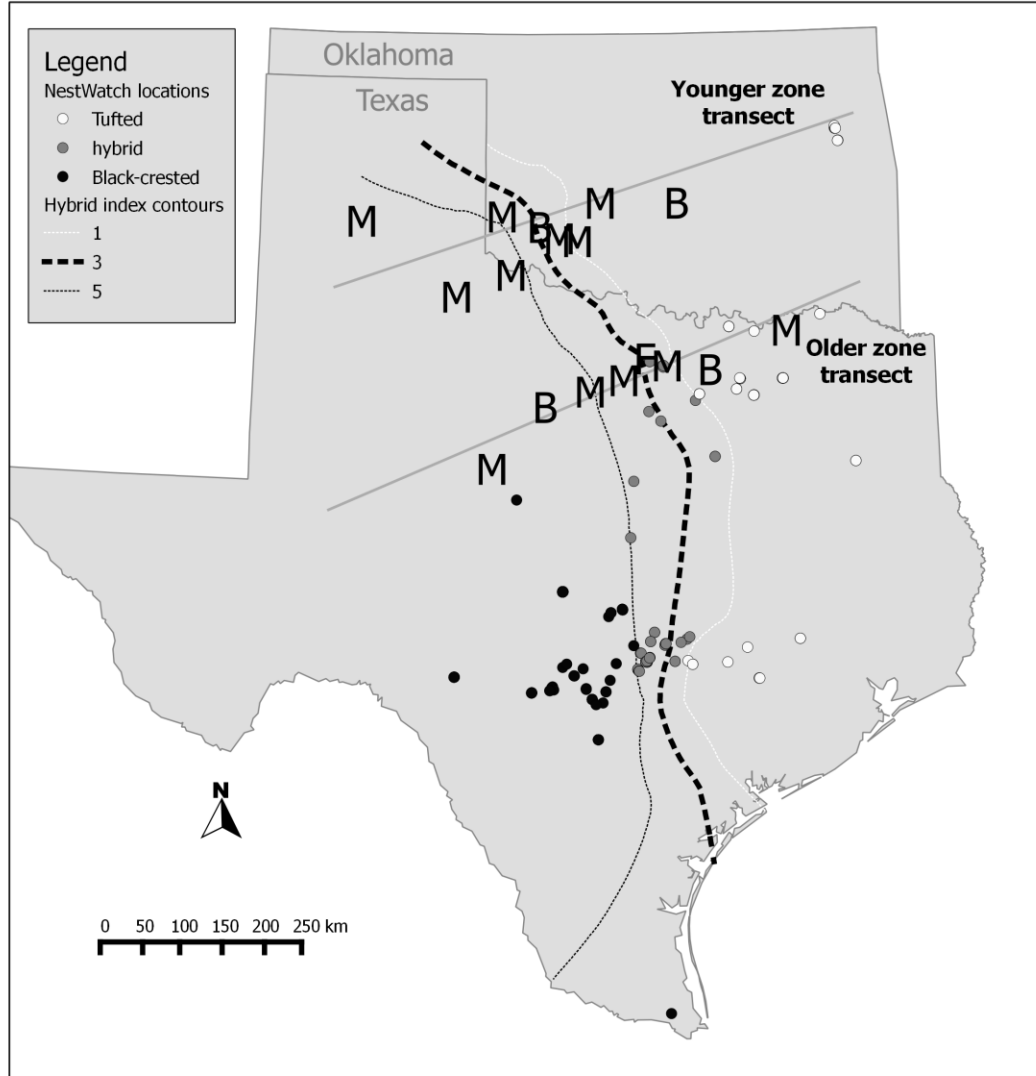 Legend
NestWatch locations
Tufted
hybrid
Black-crested
Hybrid index contours
1
3
5
Oklahoma
Texas
Younger zone
transect
M
M
B
M
M
M
B
M
M
Older zone
transect
M
F
M
B
M
M
B
M
N
0 50 100 150 200 250 km